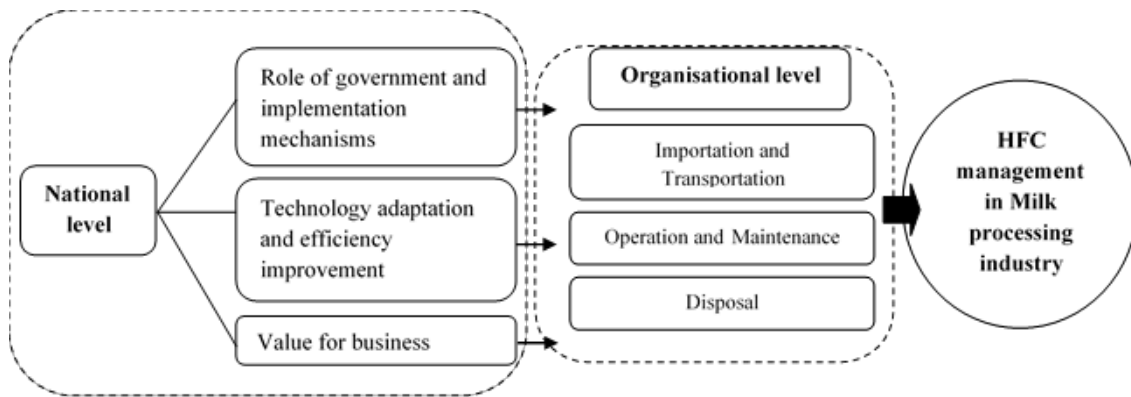 National
level
Role of government and
implementation
mechanisms
Technology adaptation
and efficiency
improvement
Value for business
Organisational level
Importation and
Transportation
Operation and Maintenance
Disposal
HFC
management
in Milk
processing
industry